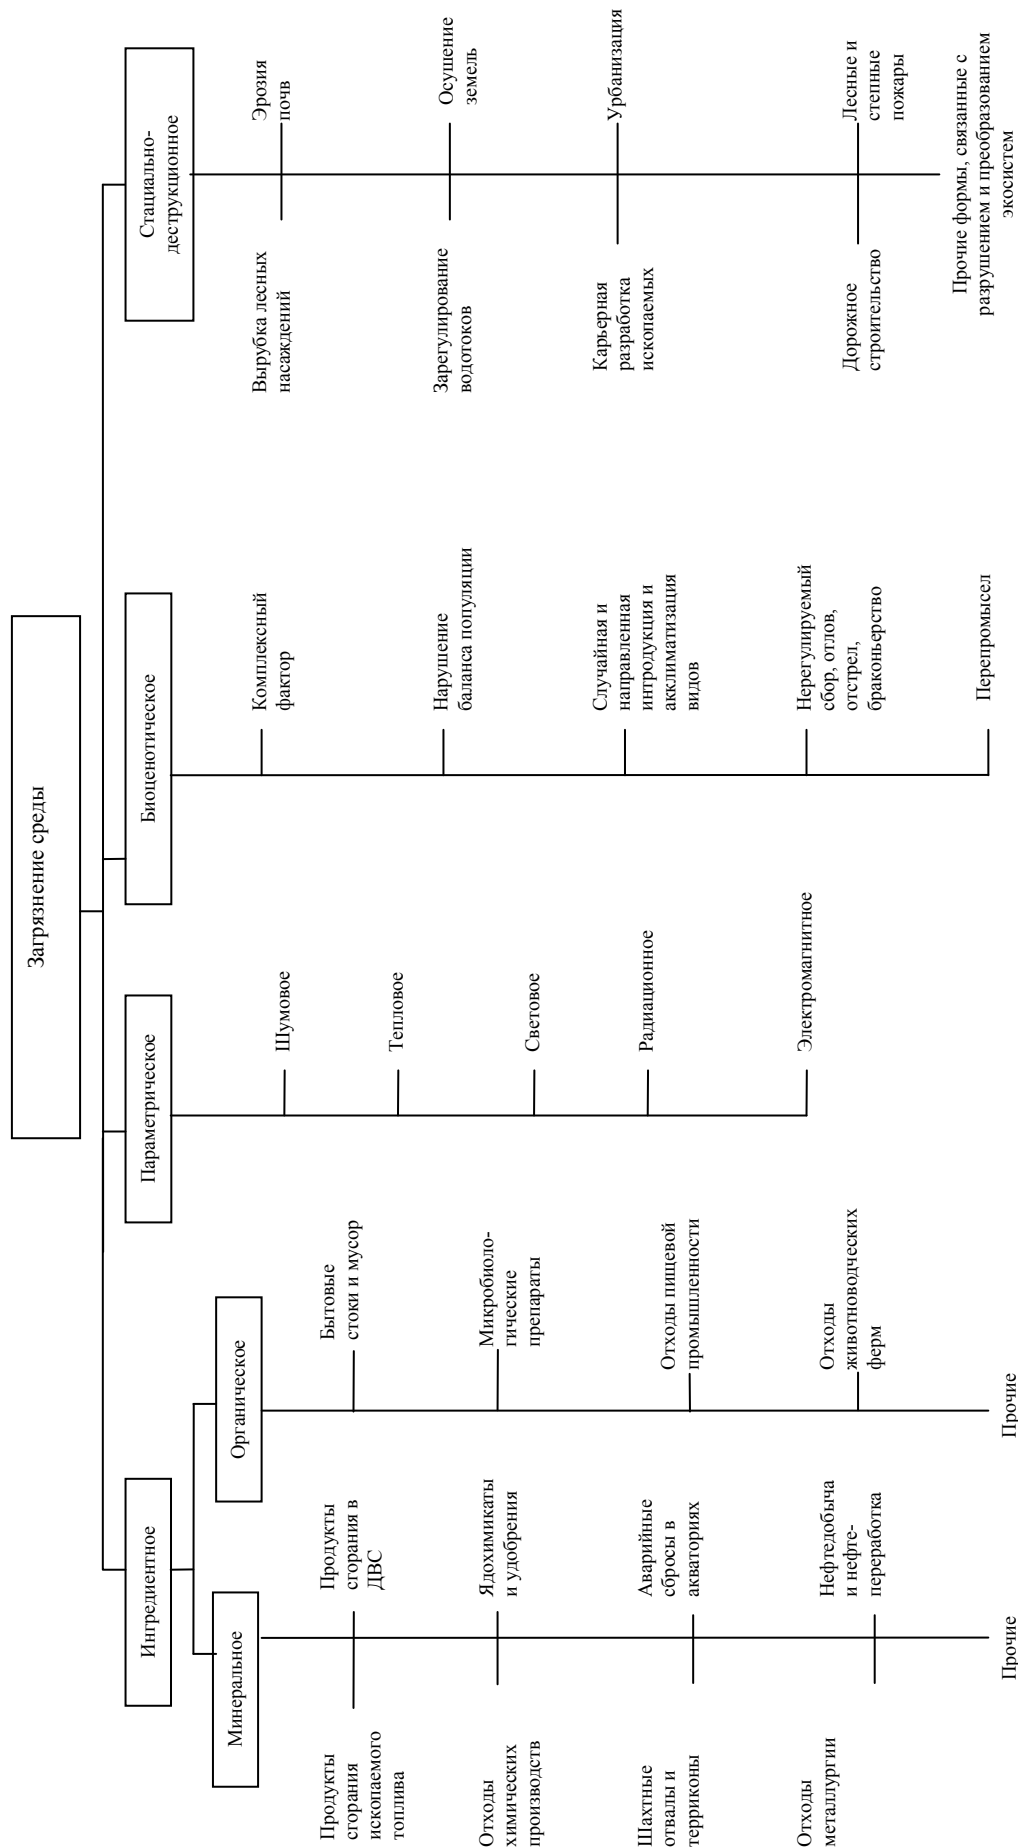 Загрязнение среды
Ингредиентное
Параметрическое
Биоценотическое
Стациально-
деструкционное
Минеральное
Органическое
Продукты
сгорания
ископаемого
топлива
Продукты
сгорания в
ДВС
Отходы
химических
производств
Ядохимикаты
и удобрения
Шахтные
отвалы и
терриконы
Аварийные
сбросы в
акваториях
Отходы
металлургии
Нефтедобыча
и нефте-
переработка
Прочие
Бытовые
стоки и мусор
Микробиоло-
гические
препараты
Отходы пищевой
промышленности
Отходы
животноводческих
ферм
Прочие
Шумовое
Тепловое
Световое
Радиационное
Электромагнитное
Комплексный
фактор
Нарушение
баланса популяции
Случайная и
направленная
интродукция и
акклиматизация
видов
Нерегулируемый
сбор, отлов,
отстрел,
браконьерство
Перепромысел
Вырубка лесных
насаждений
Эрозия
почв
Зарегулирование
водотоков
Осушение
земель
Карьерная
разработка
ископаемых
Урбанизация
Дорожное
строительство
Лесные и
степные
пожары
Прочие формы, связанные с
разрушением и преобразованием
экосистем